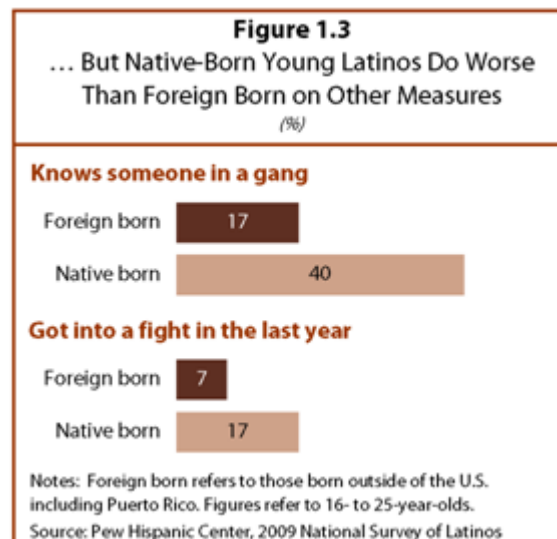 Figure 1.3
… But Native-Born Young Latinos Do Worse
Than Foreign Born on Other Measures
(%)
Knows someone in a gang
Foreign born 17
Native born 40
Got into a fight in the last year
Foreign born 7
Native born 17
Notes: Foreign born refers to those born outside of the U.S.
including Puerto Rico. Figures refer to 16- to 25-year-olds.
Source: Pew Hispanic Center, 2009 National Survey of Latinos